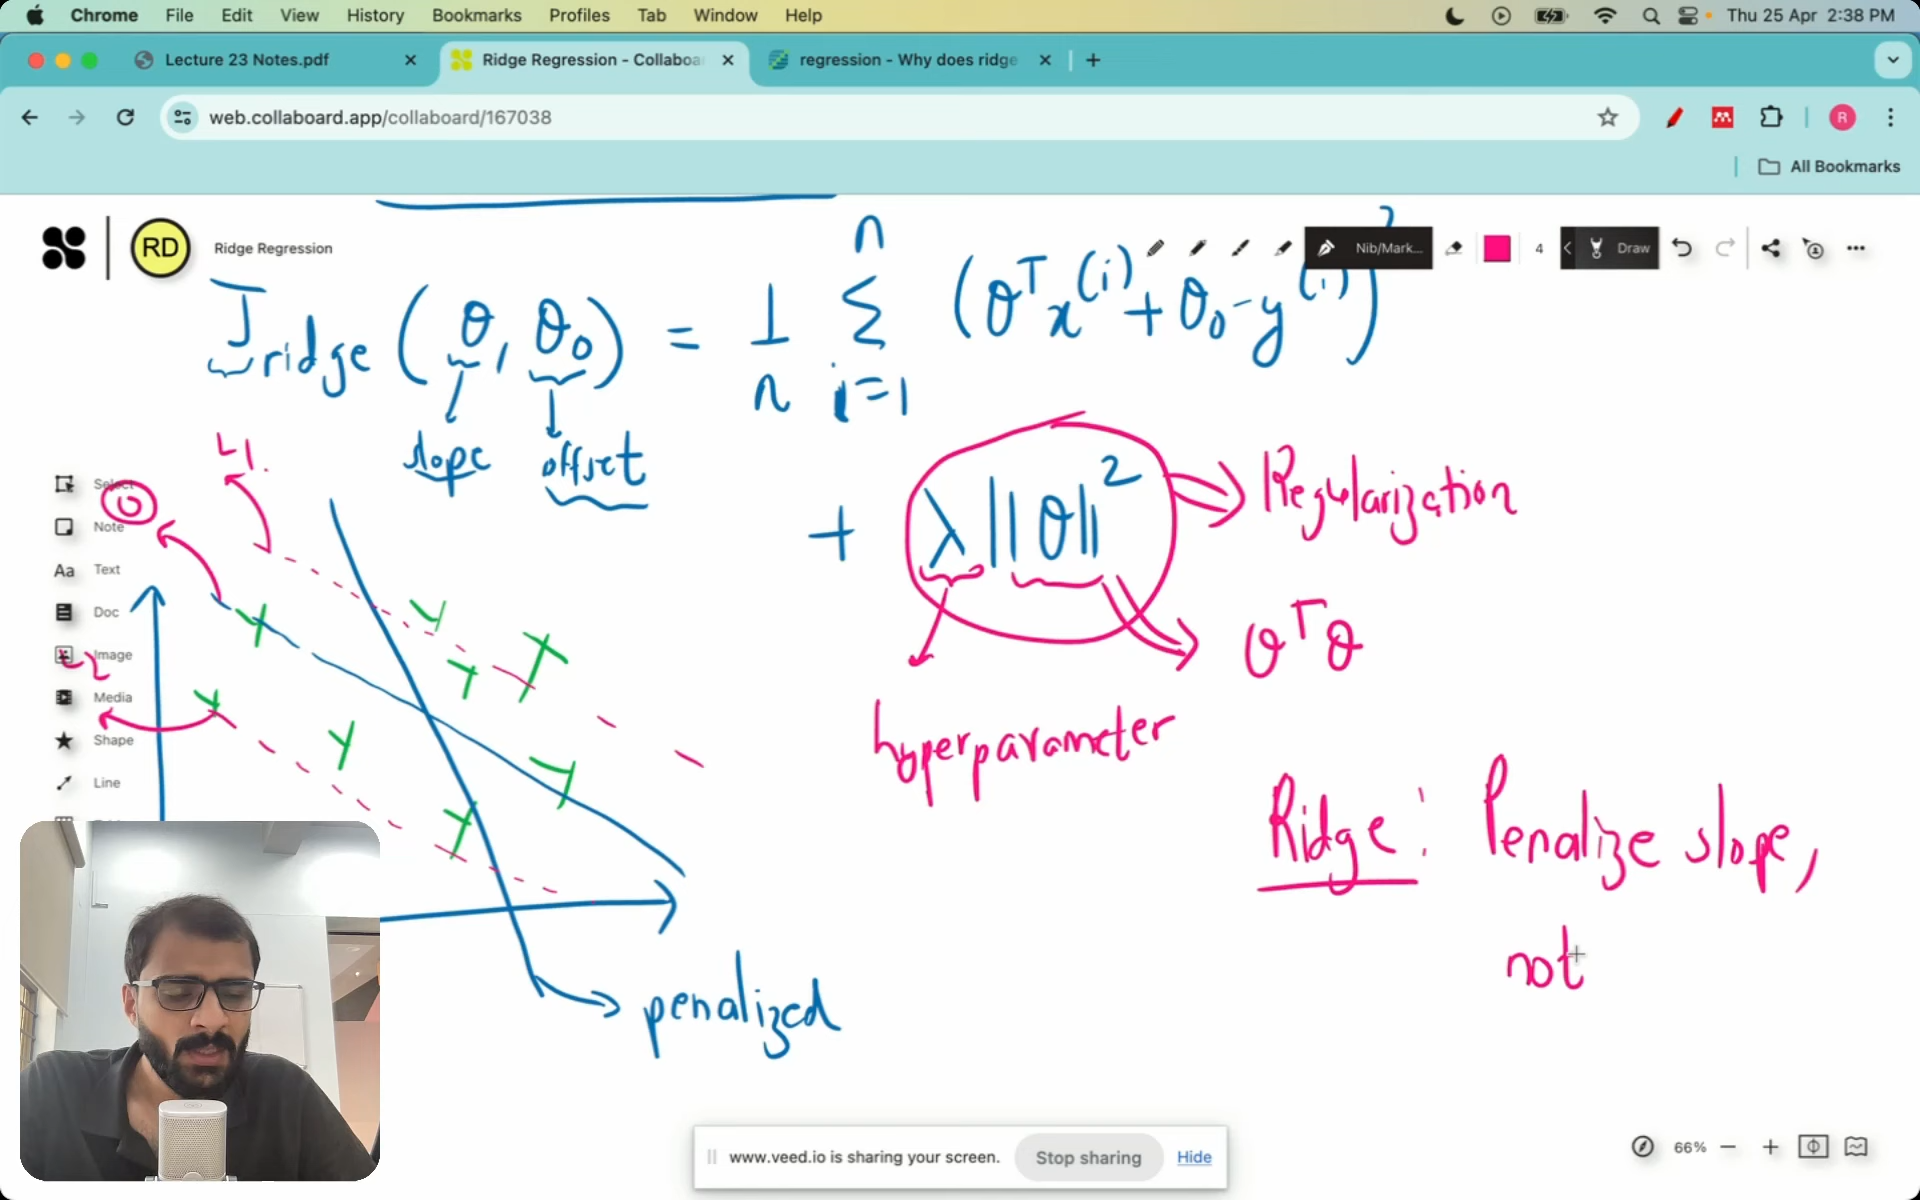 Chrome File Edit View History Bookmarks Profiles Tab Window Help Thu 25 Apr 2:38 PM
Lecture 23 Notes.pdf Ridge Regression - Collaboa regression - Why does ridge
web.collaboard.app/collaboard/167038 R
All Bookmarks
RD Ridge Regression Nib/Mark... 4 Draw
J ridge (θ, θ₀) = 1/n Σ i=1 n (θᵀx⁽ⁱ⁾ + θ₀ - y⁽ⁱ⁾)²
slope offset
+ λ||θ||²
Regularization
θᵀθ
hyperparameter
L1
Select
0
Note
Text
Doc
Image
L2
Media
Shape
Line
Ridge: Penalize slope,
not
penalized
www.veed.io is sharing your screen. Stop sharing Hide
66%